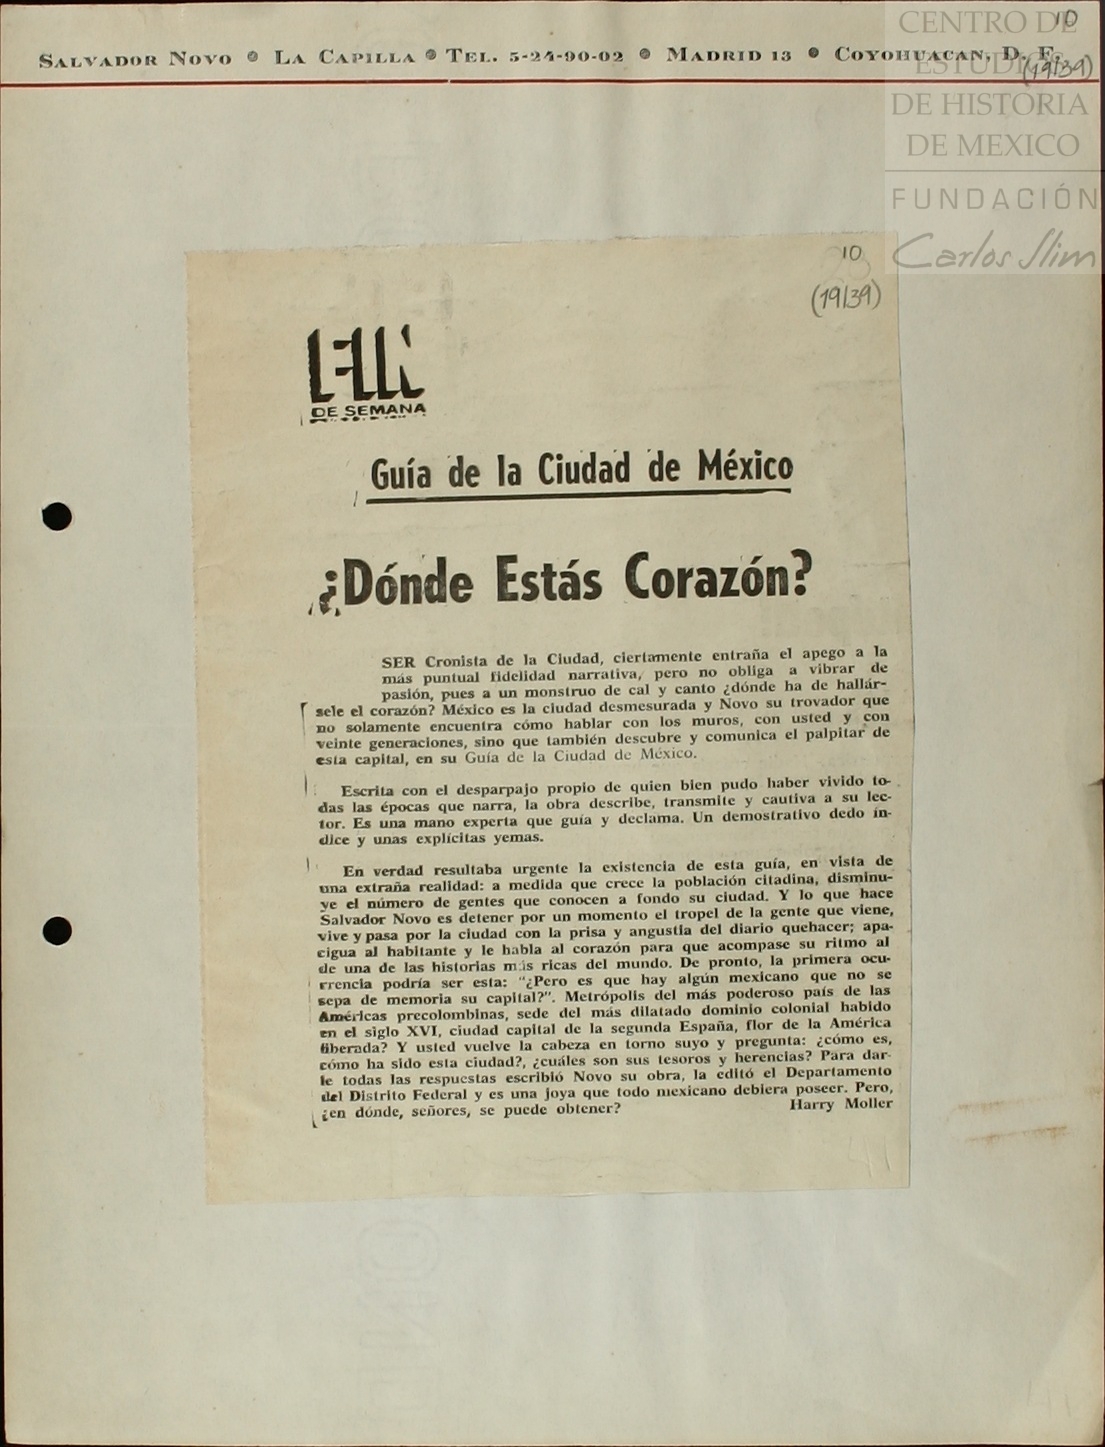 SALVADOR NOVO • LA CAPILLA • TEL. 5-24-90-02 • MADRID 13 • COYOHUACAN, D. F.
10
(19/39)
CENTRO DE
ESTUDIOS
DE HISTORIA
DE MEXICO
FUNDACIÓN
Carlos Slim
10
(19/39)
DE SEMANA
Guía de la Ciudad de México
¿Dónde Estás Corazón?
SER Cronista de la Ciudad, ciertamente entraña el apego a la
más puntual fidelidad narrativa, pero no obliga a vibrar de
pasión, pues a un monstruo de cal y canto ¿dónde ha de hallár-
sele el corazón? México es la ciudad desmesurada y Novo su trovador que
no solamente encuentra cómo hablar con los muros, con usted y con
veinte generaciones, sino que también descubre y comunica el palpitar de
esta capital, en su Guía de la Ciudad de México.
Escrita con el desparpajo propio de quien bien pudo haber vivido to-
das las épocas que narra, la obra describe, transmite y cautiva a su lec-
tor. Es una mano experta que guía y declama. Un demostrativo dedo ín-
dice y unas explícitas yemas.
En verdad resultaba urgente la existencia de esta guía, en vista de
una extraña realidad: a medida que crece la población citadina, disminu-
ye el número de gentes que conocen a fondo su ciudad. Y lo que hace
Salvador Novo es detener por un momento el tropel de la gente que viene,
vive y pasa por la ciudad con la prisa y angustia del diario quehacer; apa-
cigua al habitante y le habla al corazón para que acompase su ritmo al
de una de las historias más ricas del mundo. De pronto, la primera ocu-
rrencia podría ser esta: "¿Pero es que hay algún mexicano que no se
sepa de memoria su capital?". Metrópolis del más poderoso país de las
Américas precolombinas, sede del más dilatado dominio colonial habido
en el siglo XVI, ciudad capital de la segunda España, flor de la América
liberada? Y usted vuelve la cabeza en torno suyo y pregunta: ¿cómo es,
cómo ha sido esta ciudad?, ¿cuáles son sus tesoros y herencias? Para dar-
le todas las respuestas escribió Novo su obra, la editó el Departamento
del Distrito Federal y es una joya que todo mexicano debiera poseer. Pero,
¿en dónde, señores, se puede obtener? Harry Moller